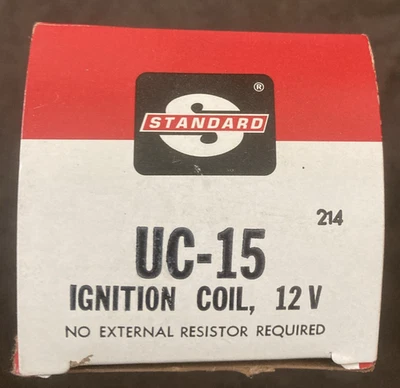 S
®
STANDARD
214
UC-15
IGNITION COIL, 12 V
NO EXTERNAL RESISTOR REQUIRED